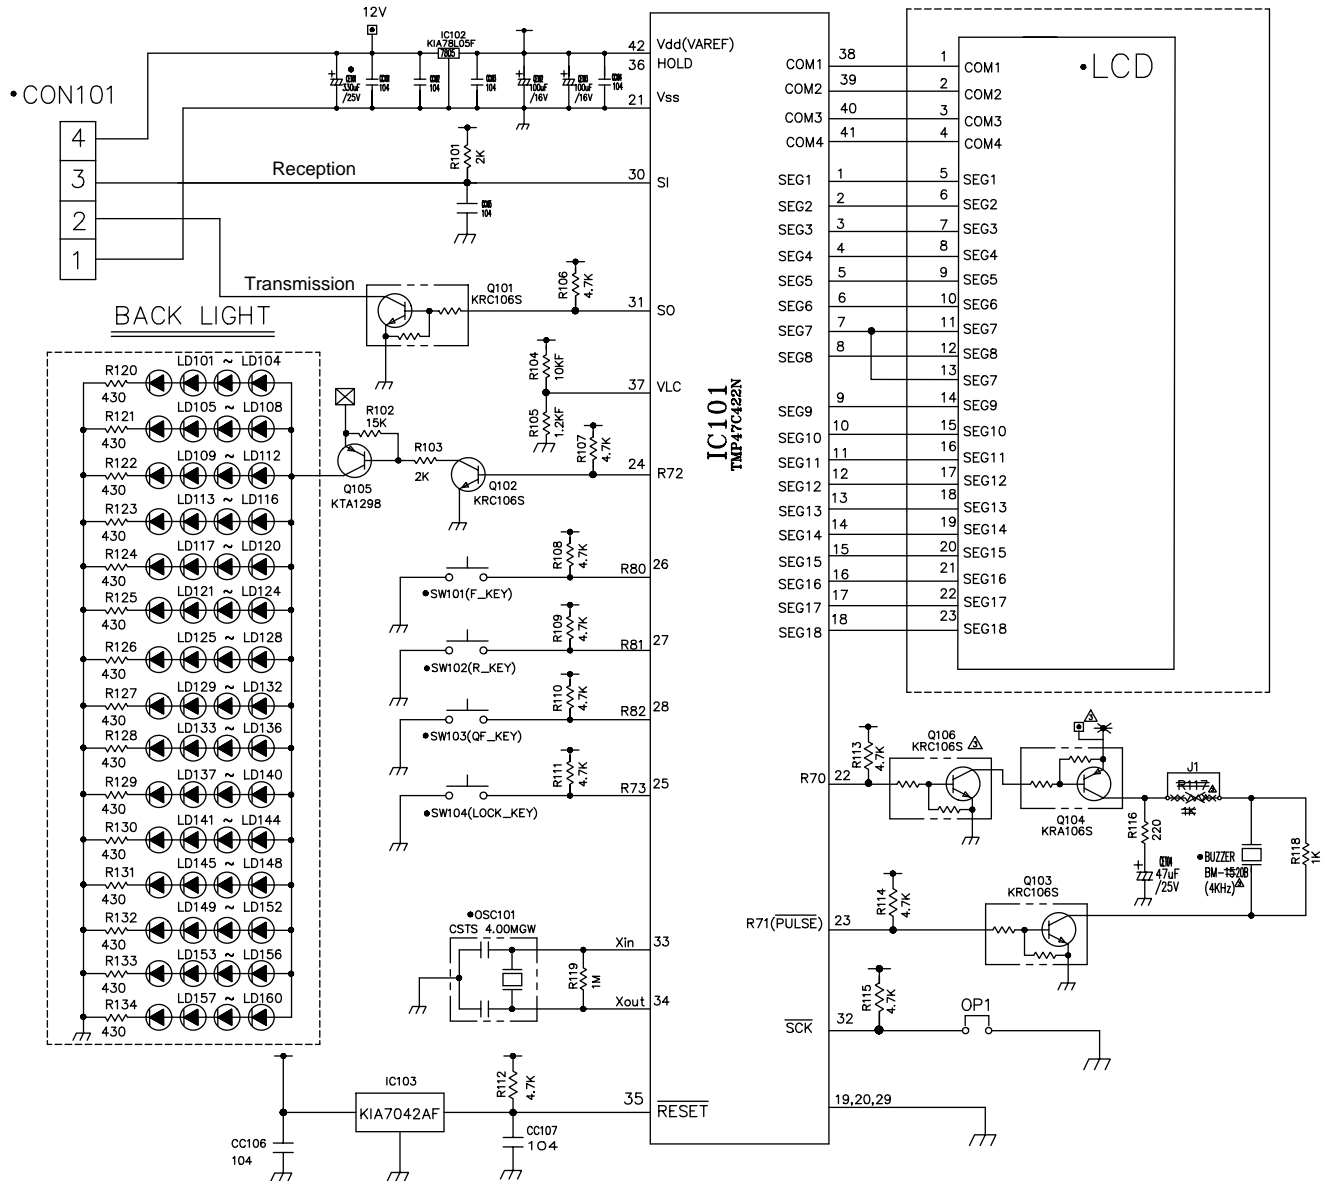 12V
IC102
KIA78L05F
7805
330uF
/25V
104
104
104
100uF
/16V
100uF
/16V
104
•CON101
4
3
2
1
Reception
R101
2K
104
Transmission
Q101
KRC106S
R106
4.7K
BACK LIGHT
R120
430
LD101 ~ LD104
R121
430
LD105 ~ LD108
R122
430
LD109 ~ LD112
R123
430
LD113 ~ LD116
R124
430
LD117 ~ LD120
R125
430
LD121 ~ LD124
R126
430
LD125 ~ LD128
R127
430
LD129 ~ LD132
R128
430
LD133 ~ LD136
R129
430
LD137 ~ LD140
R130
430
LD141 ~ LD144
R131
430
LD145 ~ LD148
R132
430
LD149 ~ LD152
R133
430
LD153 ~ LD156
R134
430
LD157 ~ LD160
R102
15K
R103
2K
Q105
KTA1298
Q102
KRC106S
R104
10KF
R105
1.2KF
R107
4.7K
R108
4.7K
•SW101(F_KEY)
R109
4.7K
•SW102(R_KEY)
R110
4.7K
•SW103(QF_KEY)
R111
4.7K
•SW104(LOCK_KEY)
•OSC101
CSTS 4.00MGW
R119
1M
IC103
KIA7042AF
CC106
104
R112
4.7K
CC107
104
42 Vdd(VAREF)
36 HOLD
21 Vss
30 SI
31 SO
37 VLC
24 R72
26 R80
27 R81
28 R82
25 R73
33 Xin
34 Xout
35 RESET
IC101
TMP47C422N
COM1 38 1 COM1
COM2 39 2 COM2
COM3 40 3 COM3
COM4 41 4 COM4
SEG1 1 5 SEG1
SEG2 2 6 SEG2
SEG3 3 7 SEG3
SEG4 4 8 SEG4
SEG5 5 9 SEG5
SEG6 6 10 SEG6
SEG7 7 11 SEG7
SEG8 8 12 SEG8
13 SEG7
SEG9 9 14 SEG9
SEG10 10 15 SEG10
SEG11 11 16 SEG11
SEG12 12 17 SEG12
SEG13 13 18 SEG13
SEG14 14 19 SEG14
SEG15 15 20 SEG15
SEG16 16 21 SEG16
SEG17 17 22 SEG17
SEG18 18 23 SEG18
•LCD
R70 22
R113
4.7K
Q106
KRC106S 3
3
Q104
KRA106S
J1
R117
1K
R116
220
47uF
/25V
•BUZZER
(4KHz)
R118
1K
R71(PULSE) 23
R114
4.7K
Q103
KRC106S
SCK 32
R115
4.7K
OP1
19,20,29